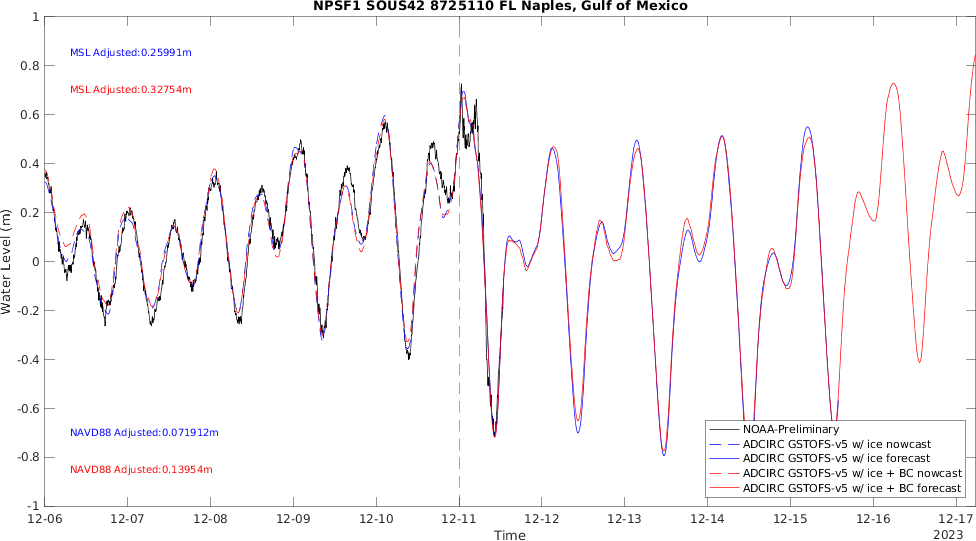 NPSF1 SOUS42 8725110 FL Naples, Gulf of Mexico
1
0.8
0.6
0.4
0.2
0
-0.2
-0.4
-0.6
-0.8
-1
Water Level (m)
MSL Adjusted:0.25991m
MSL Adjusted:0.32754m
NAVD88 Adjusted:0.071912m
NAVD88 Adjusted:0.13954m
NOAA-Preliminary
ADCIRC GSTOFS-v5 w/ ice nowcast
ADCIRC GSTOFS-v5 w/ ice forecast
ADCIRC GSTOFS-v5 w/ ice + BC nowcast
ADCIRC GSTOFS-v5 w/ ice + BC forecast
12-06 12-07 12-08 12-09 12-10 12-11 12-12 12-13 12-14 12-15 12-16 12-17
Time
2023